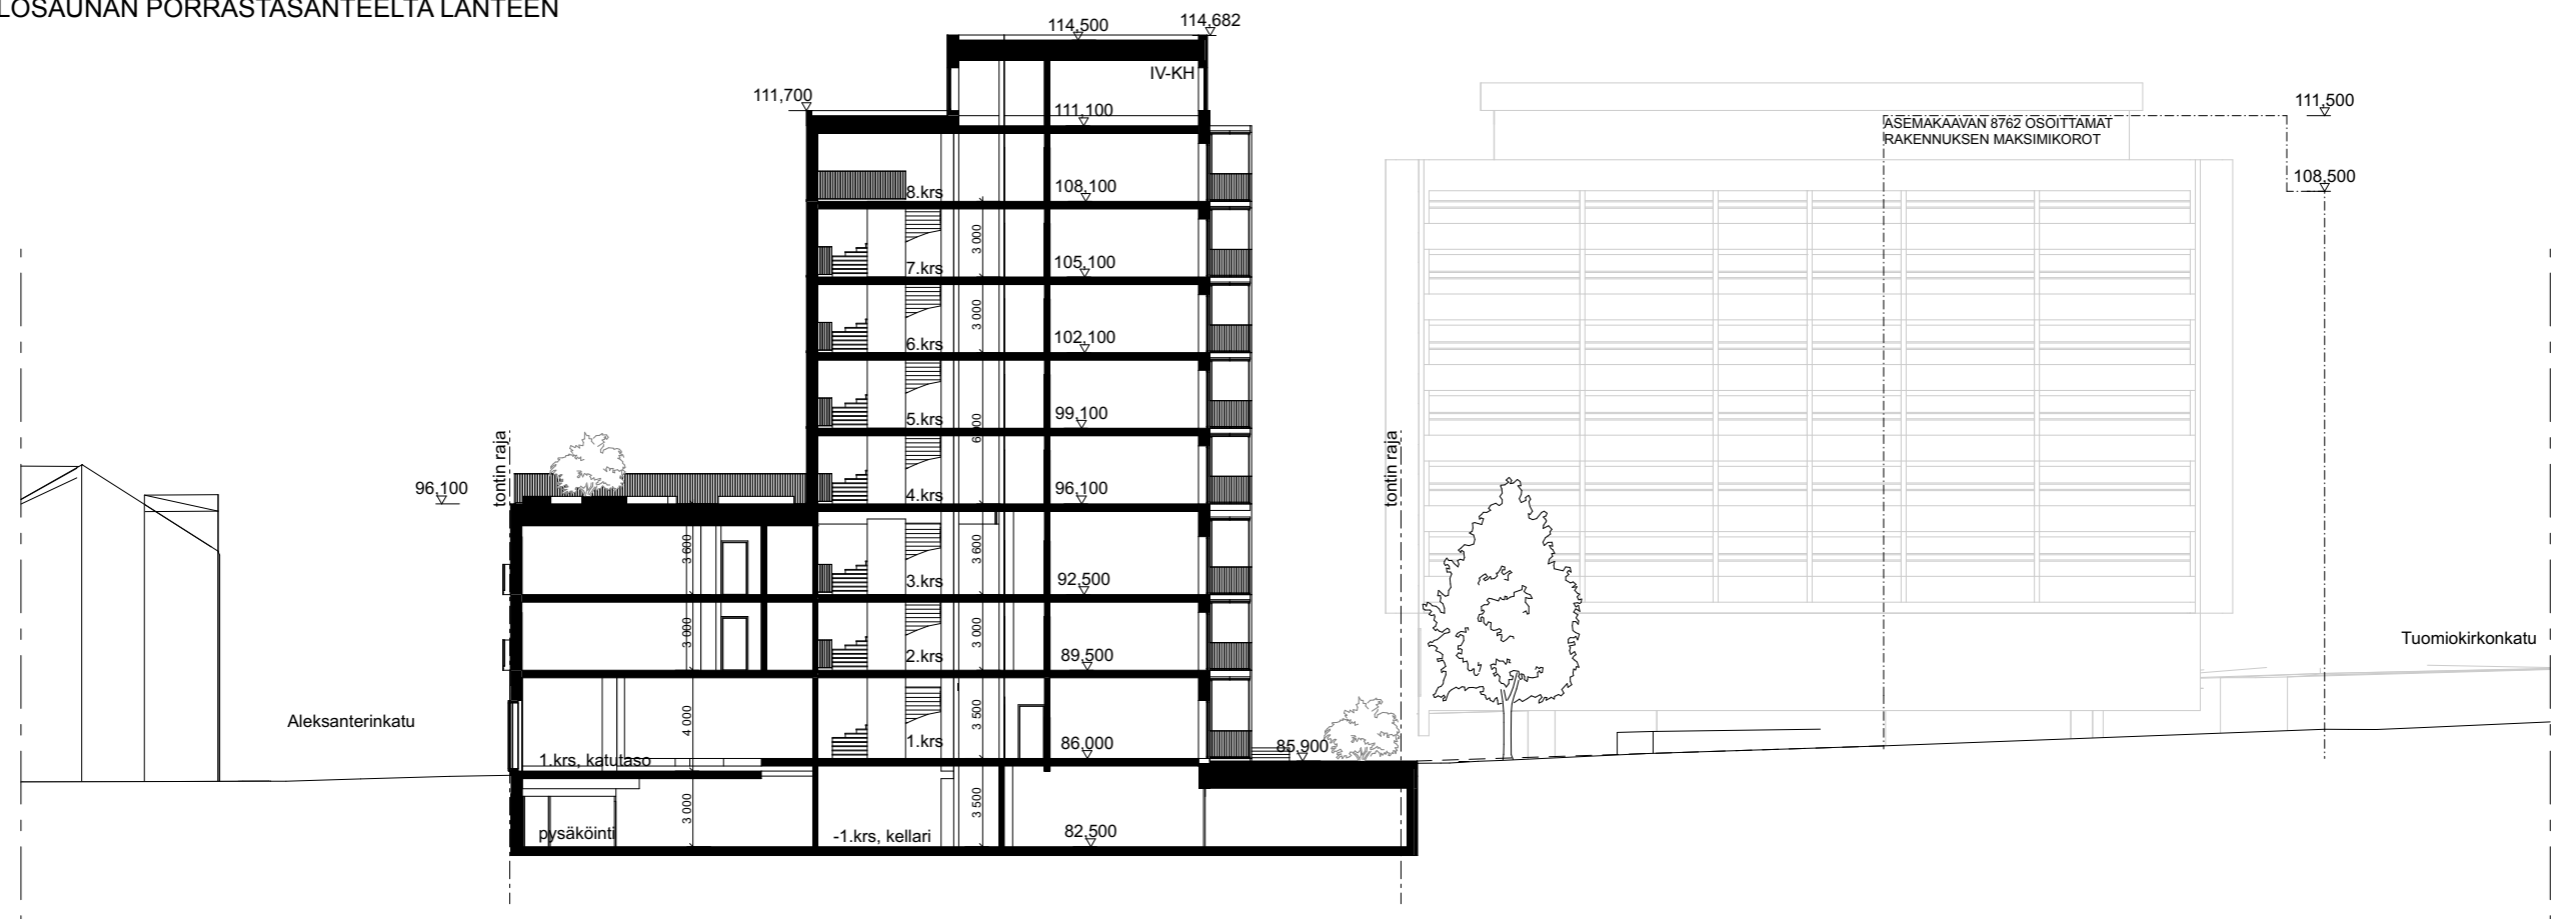 LOSAUNAN PORRASTASANTEELTA LÄNTEEN
114,500
114,682
IV-KH
111,700
111,100
111,500
ASEMAKAAVAN 8762 OSOITTAMAT
RAKENNUKSEN MAKSIMIKOROT
108,500
8.krs
108,100
3 000
7.krs
105,100
3 000
6.krs
102,100
5.krs
99,100
tontin raja
96,100
4.krs
96,100
tontin raja
3 600
3 600
3.krs
92,500
3 000
3 000
2.krs
89,500
Tuomiokirkonkatu
Aleksanterinkatu
4 000
3 500
1.krs
86,000
85,900
1.krs, katutaso
3 000
3 500
pysäköinti
-1.krs, kellari
82,500